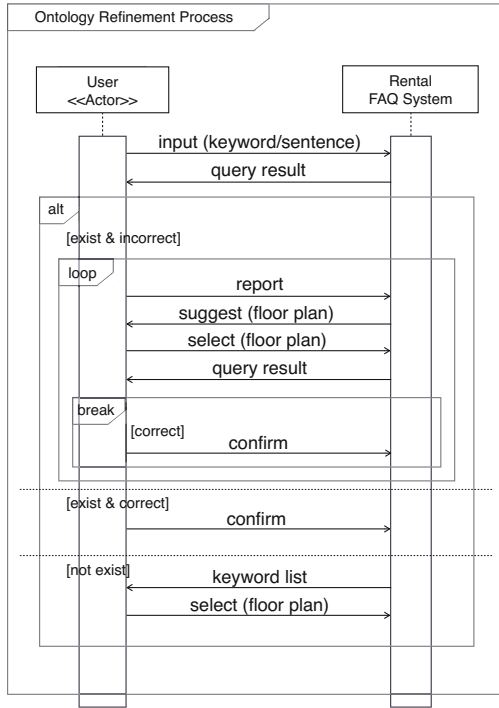 Ontology Refinement Process
User
<<Actor>>
Rental
FAQ System
input (keyword/sentence)
query result
alt
[exist & incorrect]
loop
report
suggest (floor plan)
select (floor plan)
query result
break
[correct]
confirm
[exist & correct]
confirm
[not exist]
keyword list
select (floor plan)